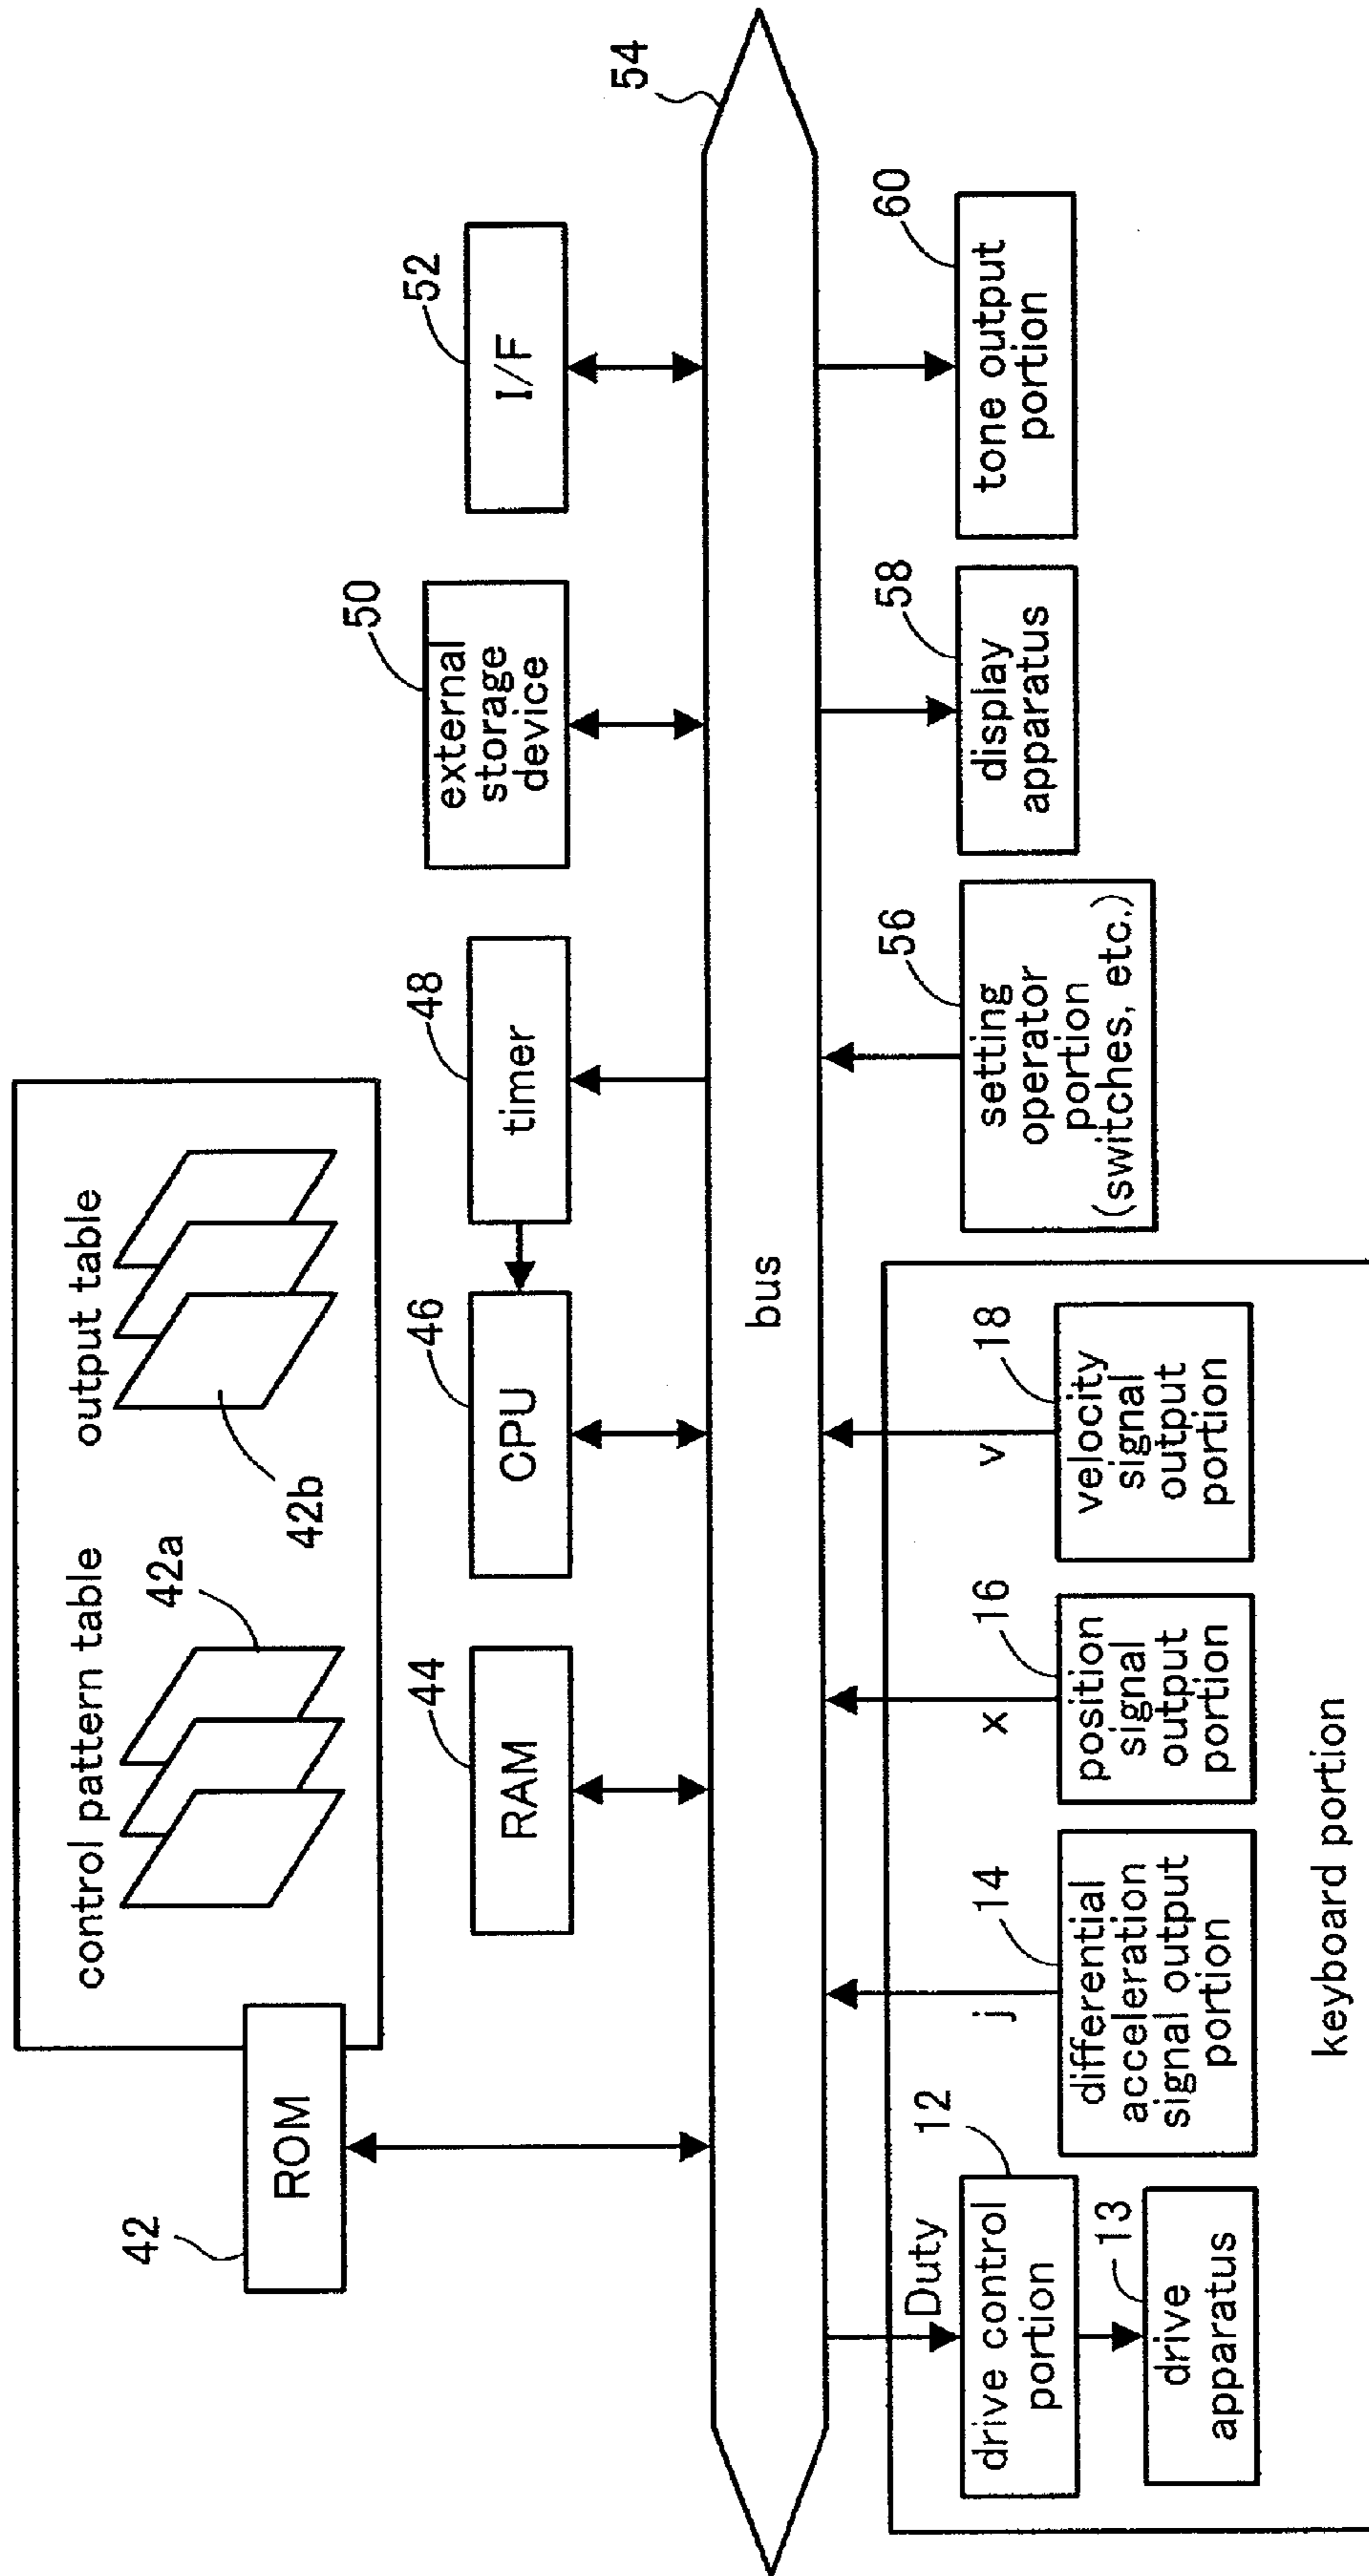 control pattern table
output table
42a
42b
42
ROM
44
RAM
46
CPU
48
timer
50
external
storage
device
52
I/F
54
bus
Duty
12
drive control
portion
13
drive
apparatus
j
14
differential
acceleration
signal output
portion
x
16
position
signal
output
portion
v
18
velocity
signal
output
portion
keyboard portion
56
setting
operator
portion
(switches, etc.)
58
display
apparatus
60
tone output
portion